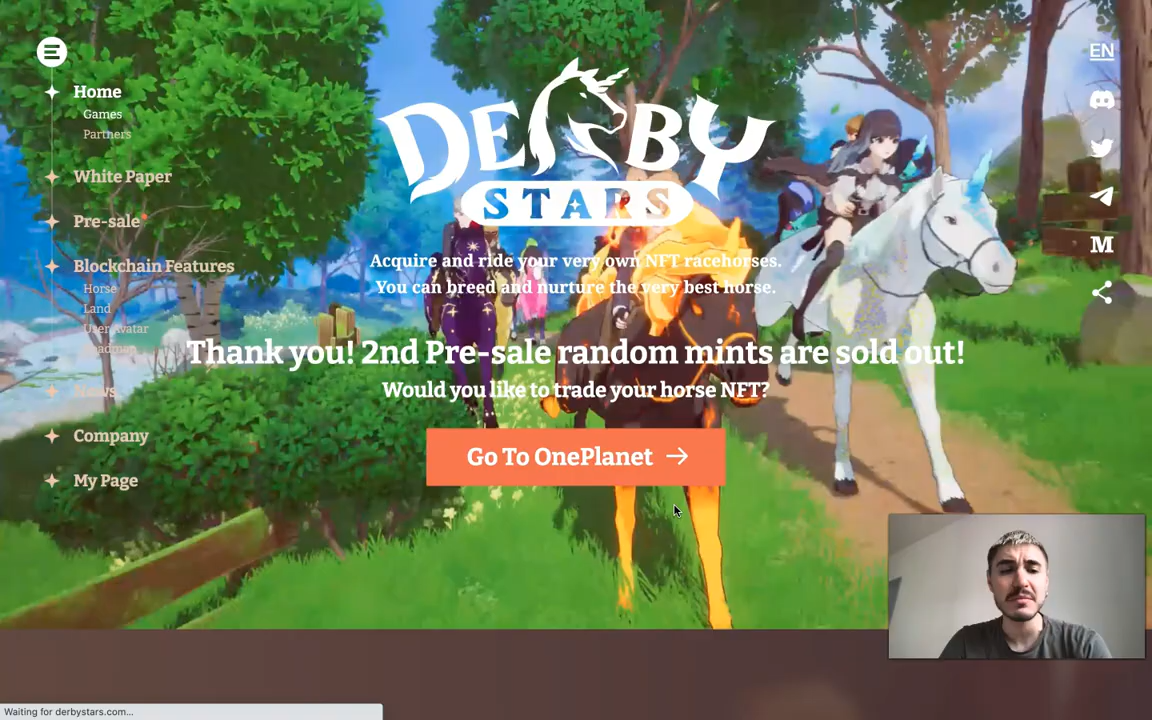 EN
Home
Games
Partners
White Paper
Pre-sale
Blockchain Features
Horse
Land
User Avatar
Roadmap
News
Company
My Page
DERBY
STARS
Acquire and ride your very own NFT racehorses.
You can breed and nurture the very best horse.
Thank you! 2nd Pre-sale random mints are sold out!
Would you like to trade your horse NFT?
Go To OnePlanet →
M
Waiting for derbystars.com...